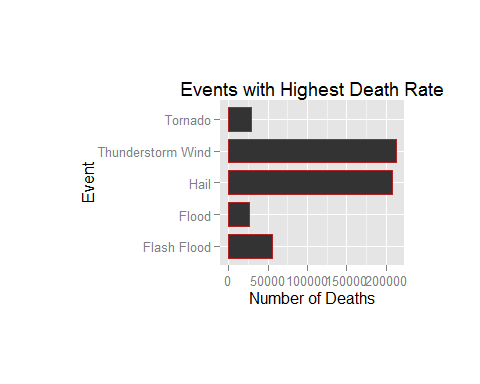 Events with Highest Death Rate
Event
Tornado
Thunderstorm Wind
Hail
Flood
Flash Flood
0 50000 100000 150000 200000
Number of Deaths